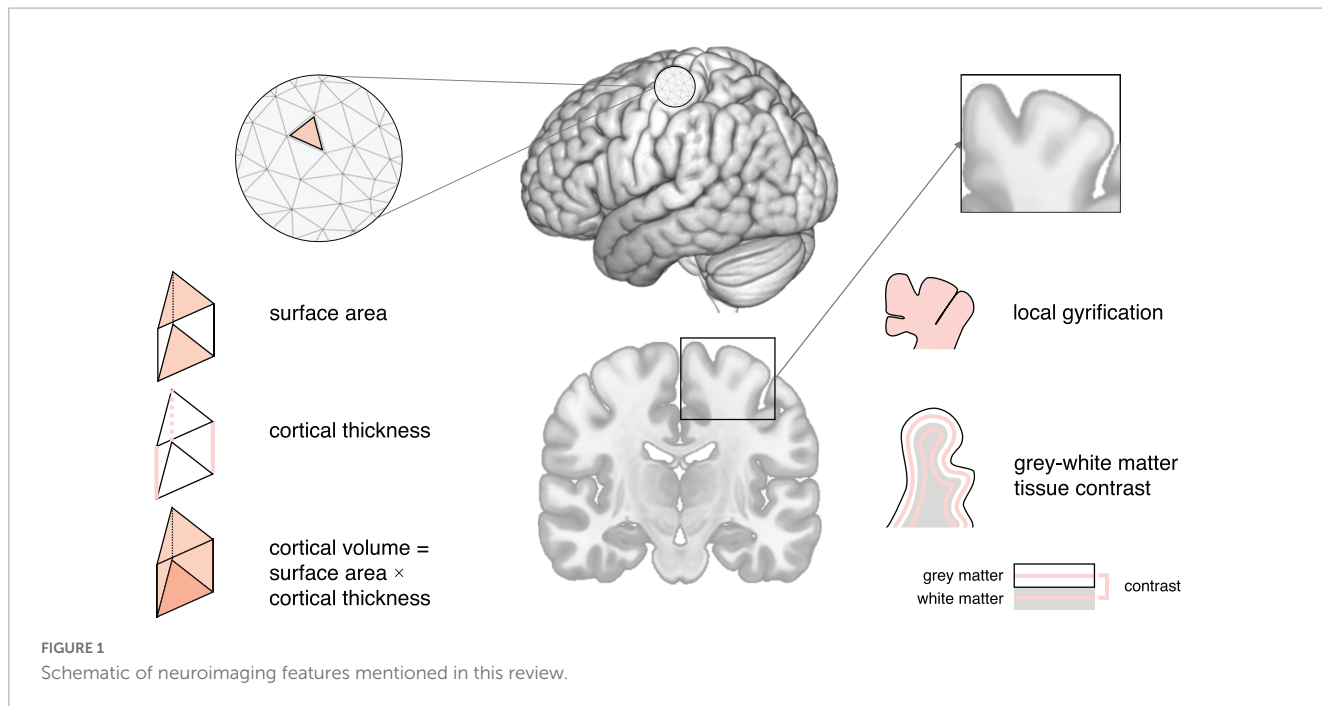 surface area
cortical thickness
cortical volume =
surface area ×
cortical thickness
local gyrification
grey-white matter
tissue contrast
grey matter
white matter
contrast
FIGURE 1
Schematic of neuroimaging features mentioned in this review.